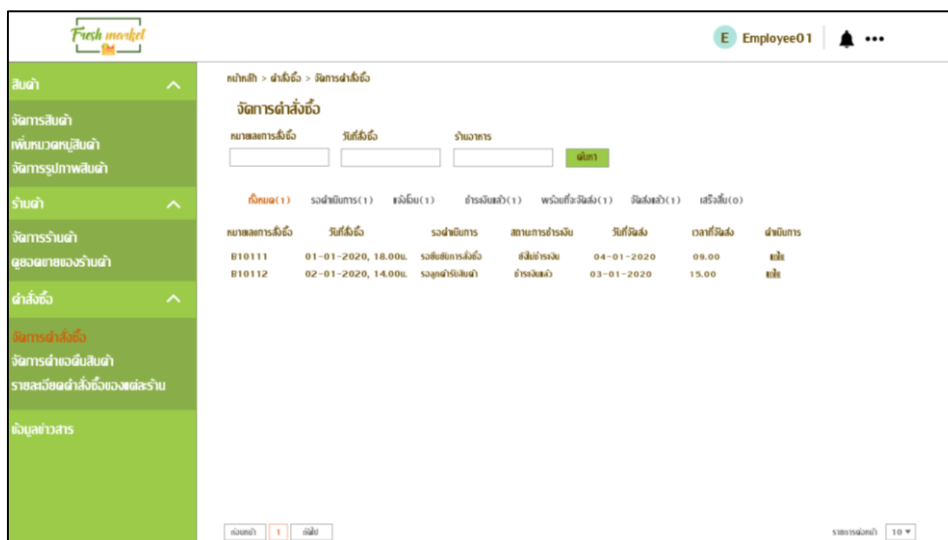 Fresh market
E Employee01 •••
สินค้า
จัดการสินค้า
เพิ่มหมวดหมู่สินค้า
จัดการรูปภาพสินค้า
ร้านค้า
จัดการร้านค้า
ดูยอดขายของร้านค้า
คำสั่งซื้อ
จัดการคำสั่งซื้อ
จัดการคำขอคืนสินค้า
รายละเอียดคำสั่งซื้อของแต่ละร้าน
ข้อมูลข่าวสาร
หน้าหลัก > คำสั่งซื้อ > จัดการคำสั่งซื้อ
จัดการคำสั่งซื้อ
หมายเลขการสั่งซื้อ วันที่สั่งซื้อ ร้านอาหาร
ค้นหา
ทั้งหมด(1) รอดำเนินการ(1) แจ้งโอน(1) ชำระเงินแล้ว(1) พร้อมที่จะจัดส่ง(1) จัดส่งแล้ว(1) เสร็จสิ้น(0)
หมายเลขการสั่งซื้อ วันที่สั่งซื้อ รอดำเนินการ สถานะการชำระเงิน วันที่จัดส่ง เวลาที่จัดส่ง ดำเนินการ
B10111 01-01-2020, 18.00น. รอยืนยันการสั่งซื้อ ยังไม่ชำระเงิน 04-01-2020 09.00 แก้ไข
B10112 02-01-2020, 14.00น. รอลูกค้ารับสินค้า ชำระเงินแล้ว 03-01-2020 15.00 แก้ไข
ก่อนหน้า 1 ถัดไป
รายการต่อหน้า 10